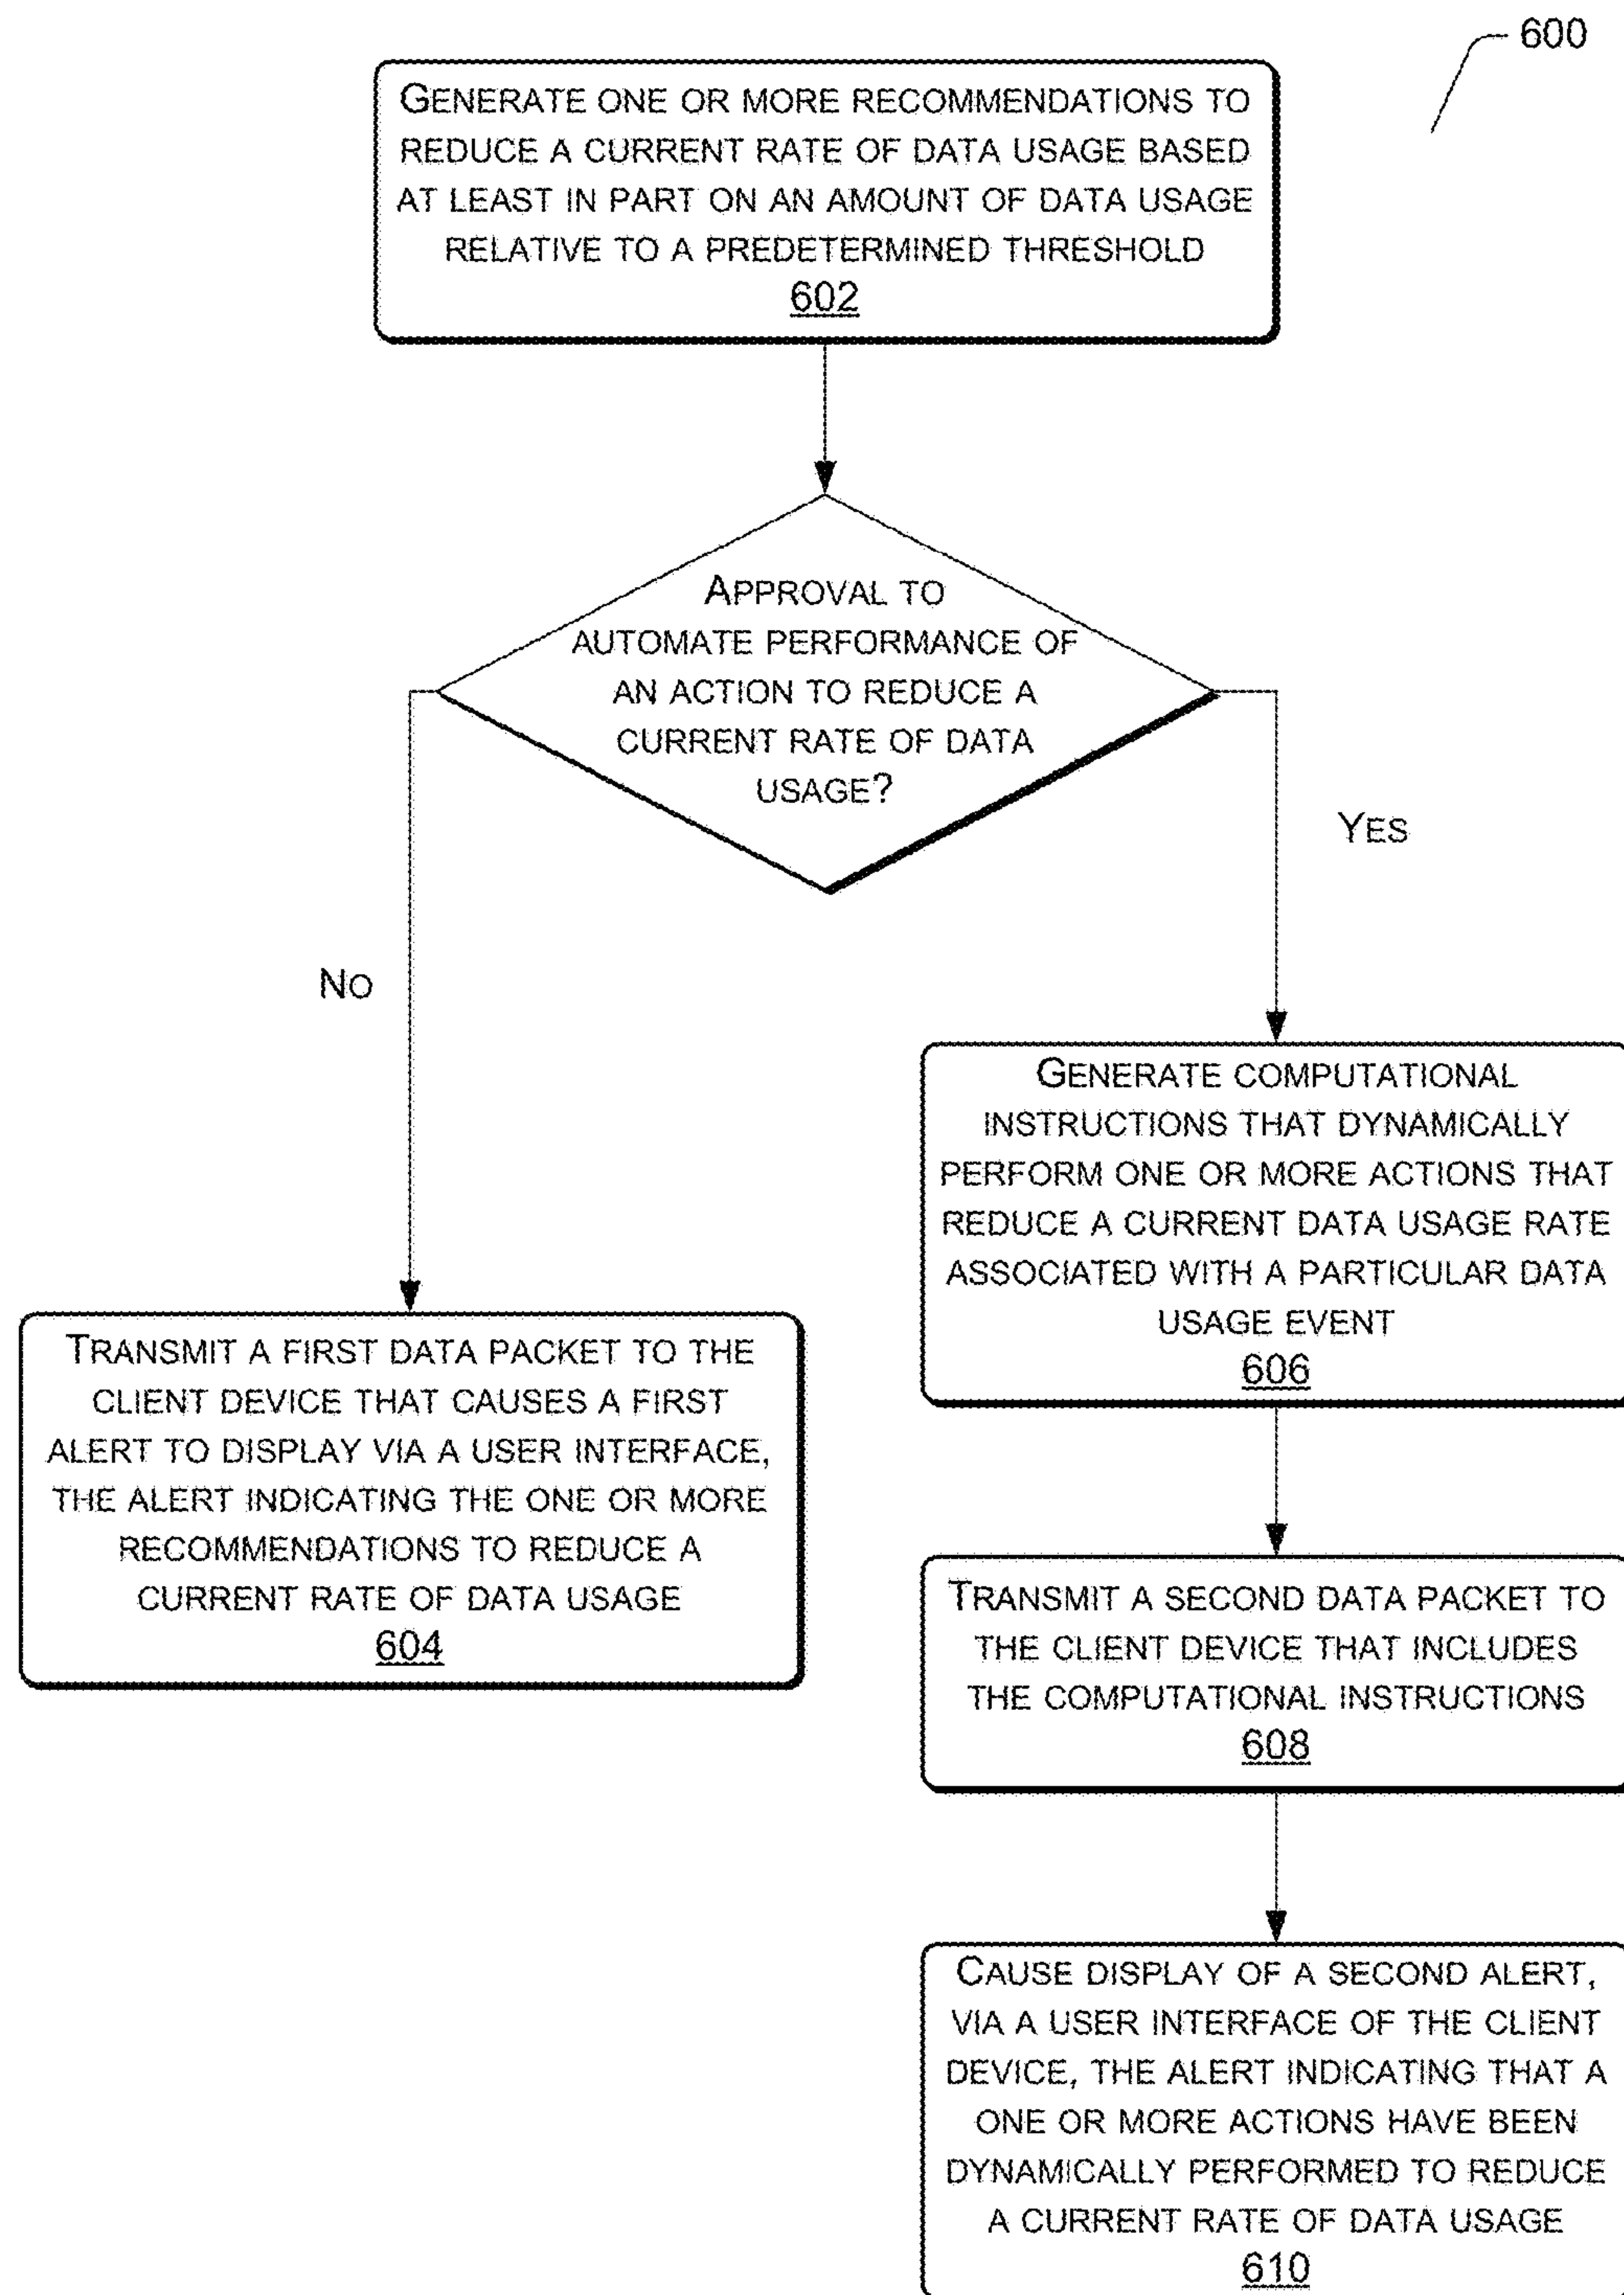 600
GENERATE ONE OR MORE RECOMMENDATIONS TO
REDUCE A CURRENT RATE OF DATA USAGE BASED
AT LEAST IN PART ON AN AMOUNT OF DATA USAGE
RELATIVE TO A PREDETERMINED THRESHOLD
602
APPROVAL TO
AUTOMATE PERFORMANCE OF
AN ACTION TO REDUCE A
CURRENT RATE OF DATA
USAGE?
YES
NO
GENERATE COMPUTATIONAL
INSTRUCTIONS THAT DYNAMICALLY
PERFORM ONE OR MORE ACTIONS THAT
REDUCE A CURRENT DATA USAGE RATE
ASSOCIATED WITH A PARTICULAR DATA
USAGE EVENT
606
TRANSMIT A FIRST DATA PACKET TO THE
CLIENT DEVICE THAT CAUSES A FIRST
ALERT TO DISPLAY VIA A USER INTERFACE,
THE ALERT INDICATING THE ONE OR MORE
RECOMMENDATIONS TO REDUCE A
CURRENT RATE OF DATA USAGE
604
TRANSMIT A SECOND DATA PACKET TO
THE CLIENT DEVICE THAT INCLUDES
THE COMPUTATIONAL INSTRUCTIONS
608
CAUSE DISPLAY OF A SECOND ALERT,
VIA A USER INTERFACE OF THE CLIENT
DEVICE, THE ALERT INDICATING THAT A
ONE OR MORE ACTIONS HAVE BEEN
DYNAMICALLY PERFORMED TO REDUCE
A CURRENT RATE OF DATA USAGE
610